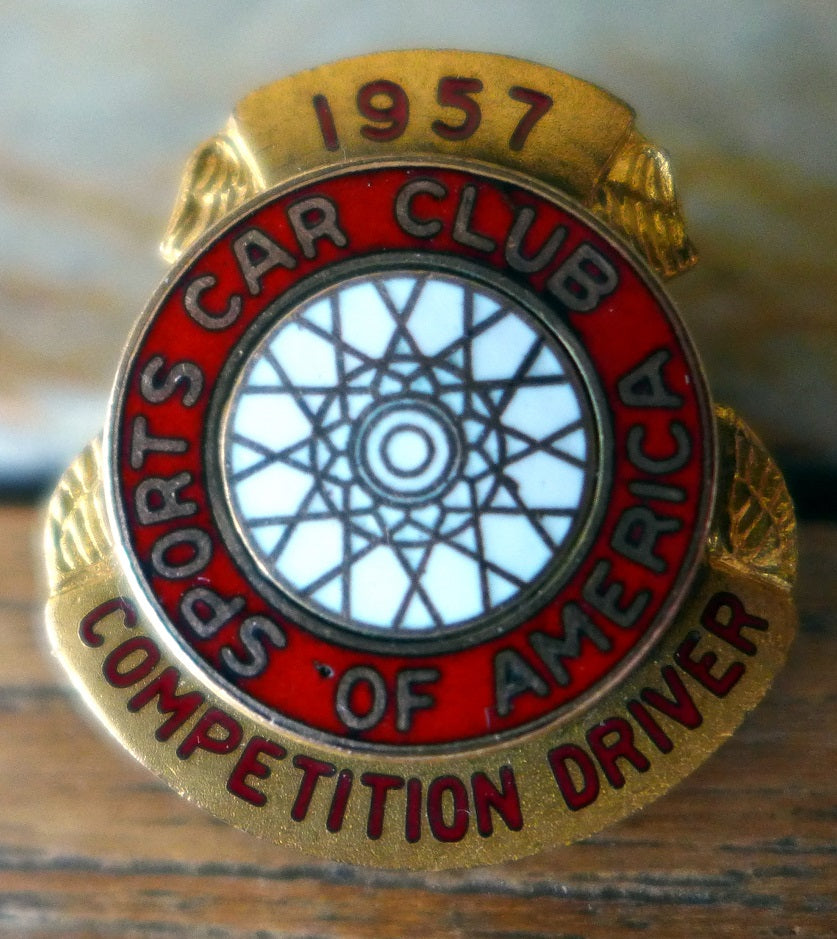 1957
SPORTS CAR CLUB
OF AMERICA
COMPETITION DRIVER